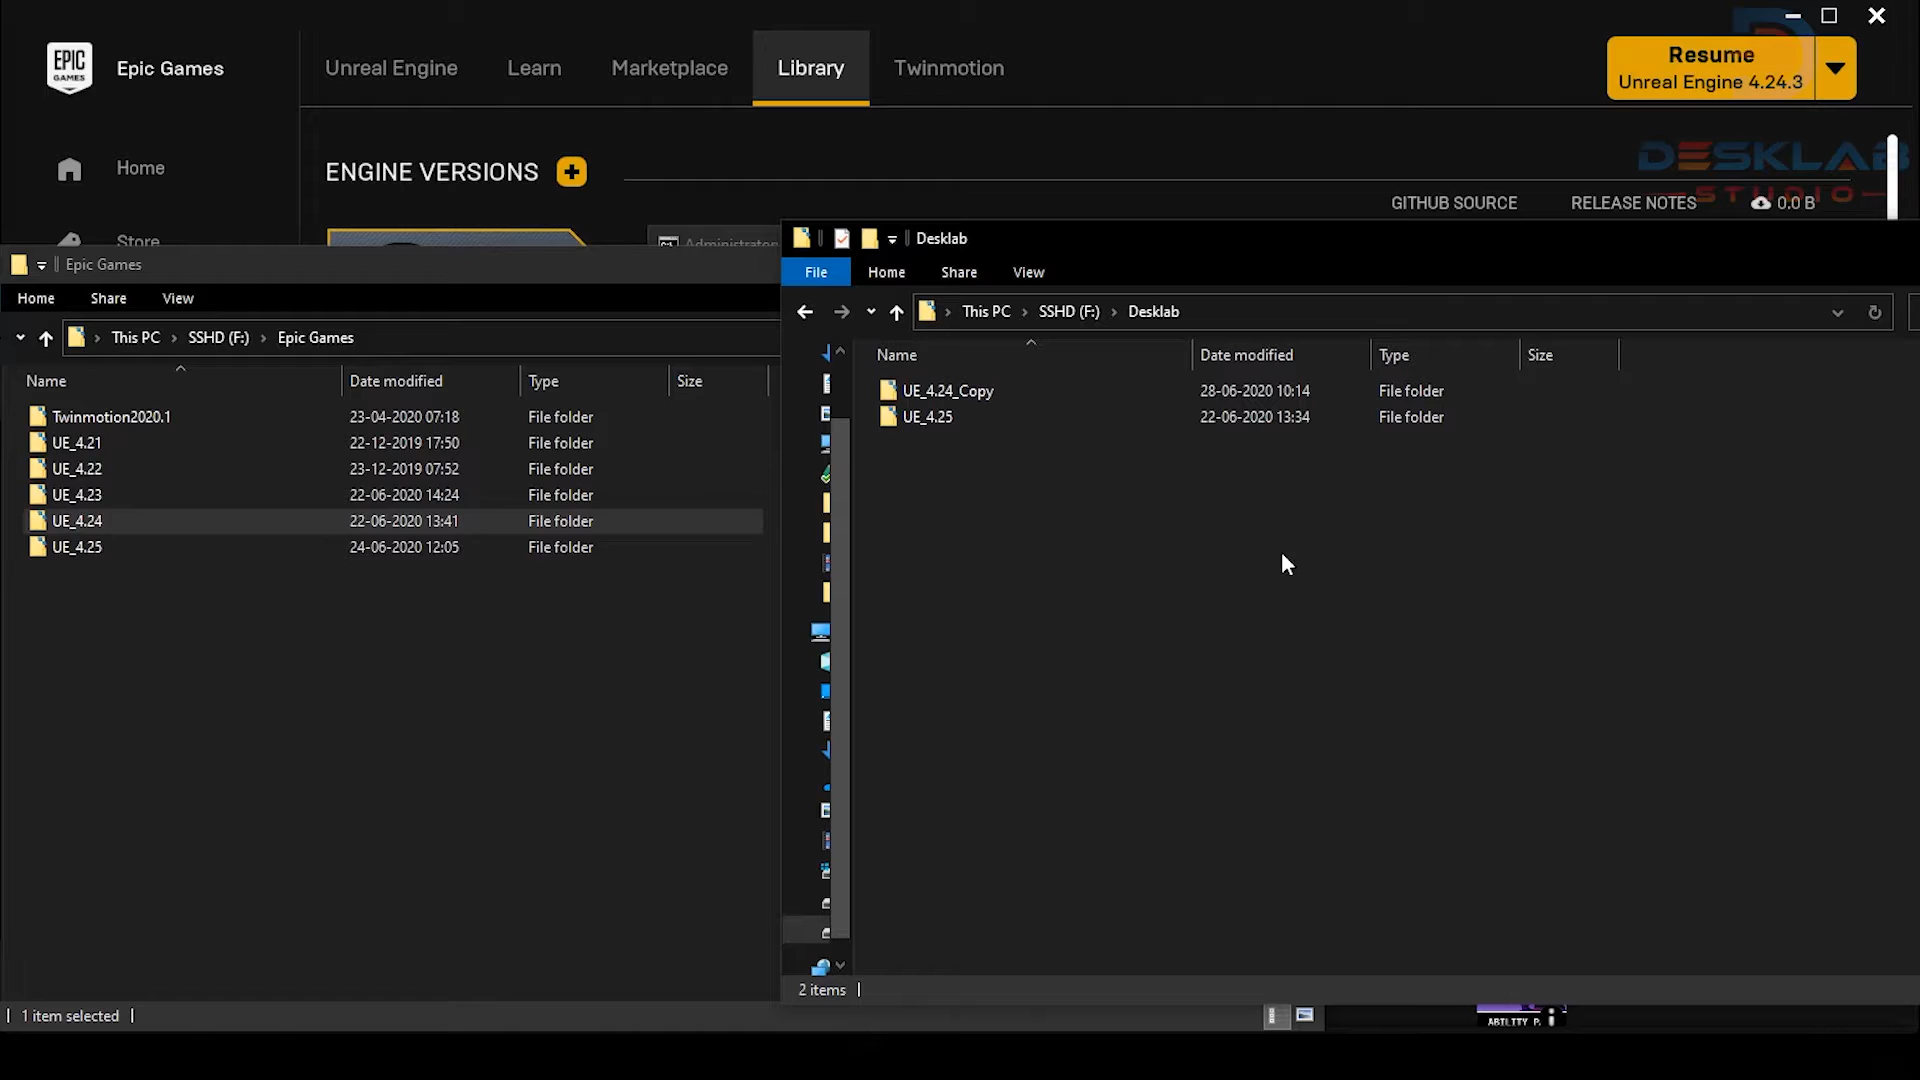 EPIC GAMES
Epic Games
Unreal Engine
Learn
Marketplace
Library
Twinmotion
Resume
Unreal Engine 4.24.3
Home
Store
ENGINE VERSIONS
DESKLAB
STUDIO
GITHUB SOURCE
RELEASE NOTES
0.0 B
Administrator
Epic Games
Home
Share
View
This PC
SSHD (F:)
Epic Games
Name
Date modified
Type
Size
Twinmotion2020.1 23-04-2020 07:18 File folder
UE_4.21 22-12-2019 17:50 File folder
UE_4.22 23-12-2019 07:52 File folder
UE_4.23 22-06-2020 14:24 File folder
UE_4.24 22-06-2020 13:41 File folder
UE_4.25 24-06-2020 12:05 File folder
1 item selected
Desklab
File
Home
Share
View
This PC
SSHD (F:)
Desklab
Name
Date modified
Type
Size
UE_4.24_Copy 28-06-2020 10:14 File folder
UE_4.25 22-06-2020 13:34 File folder
2 items
ABILITY P.